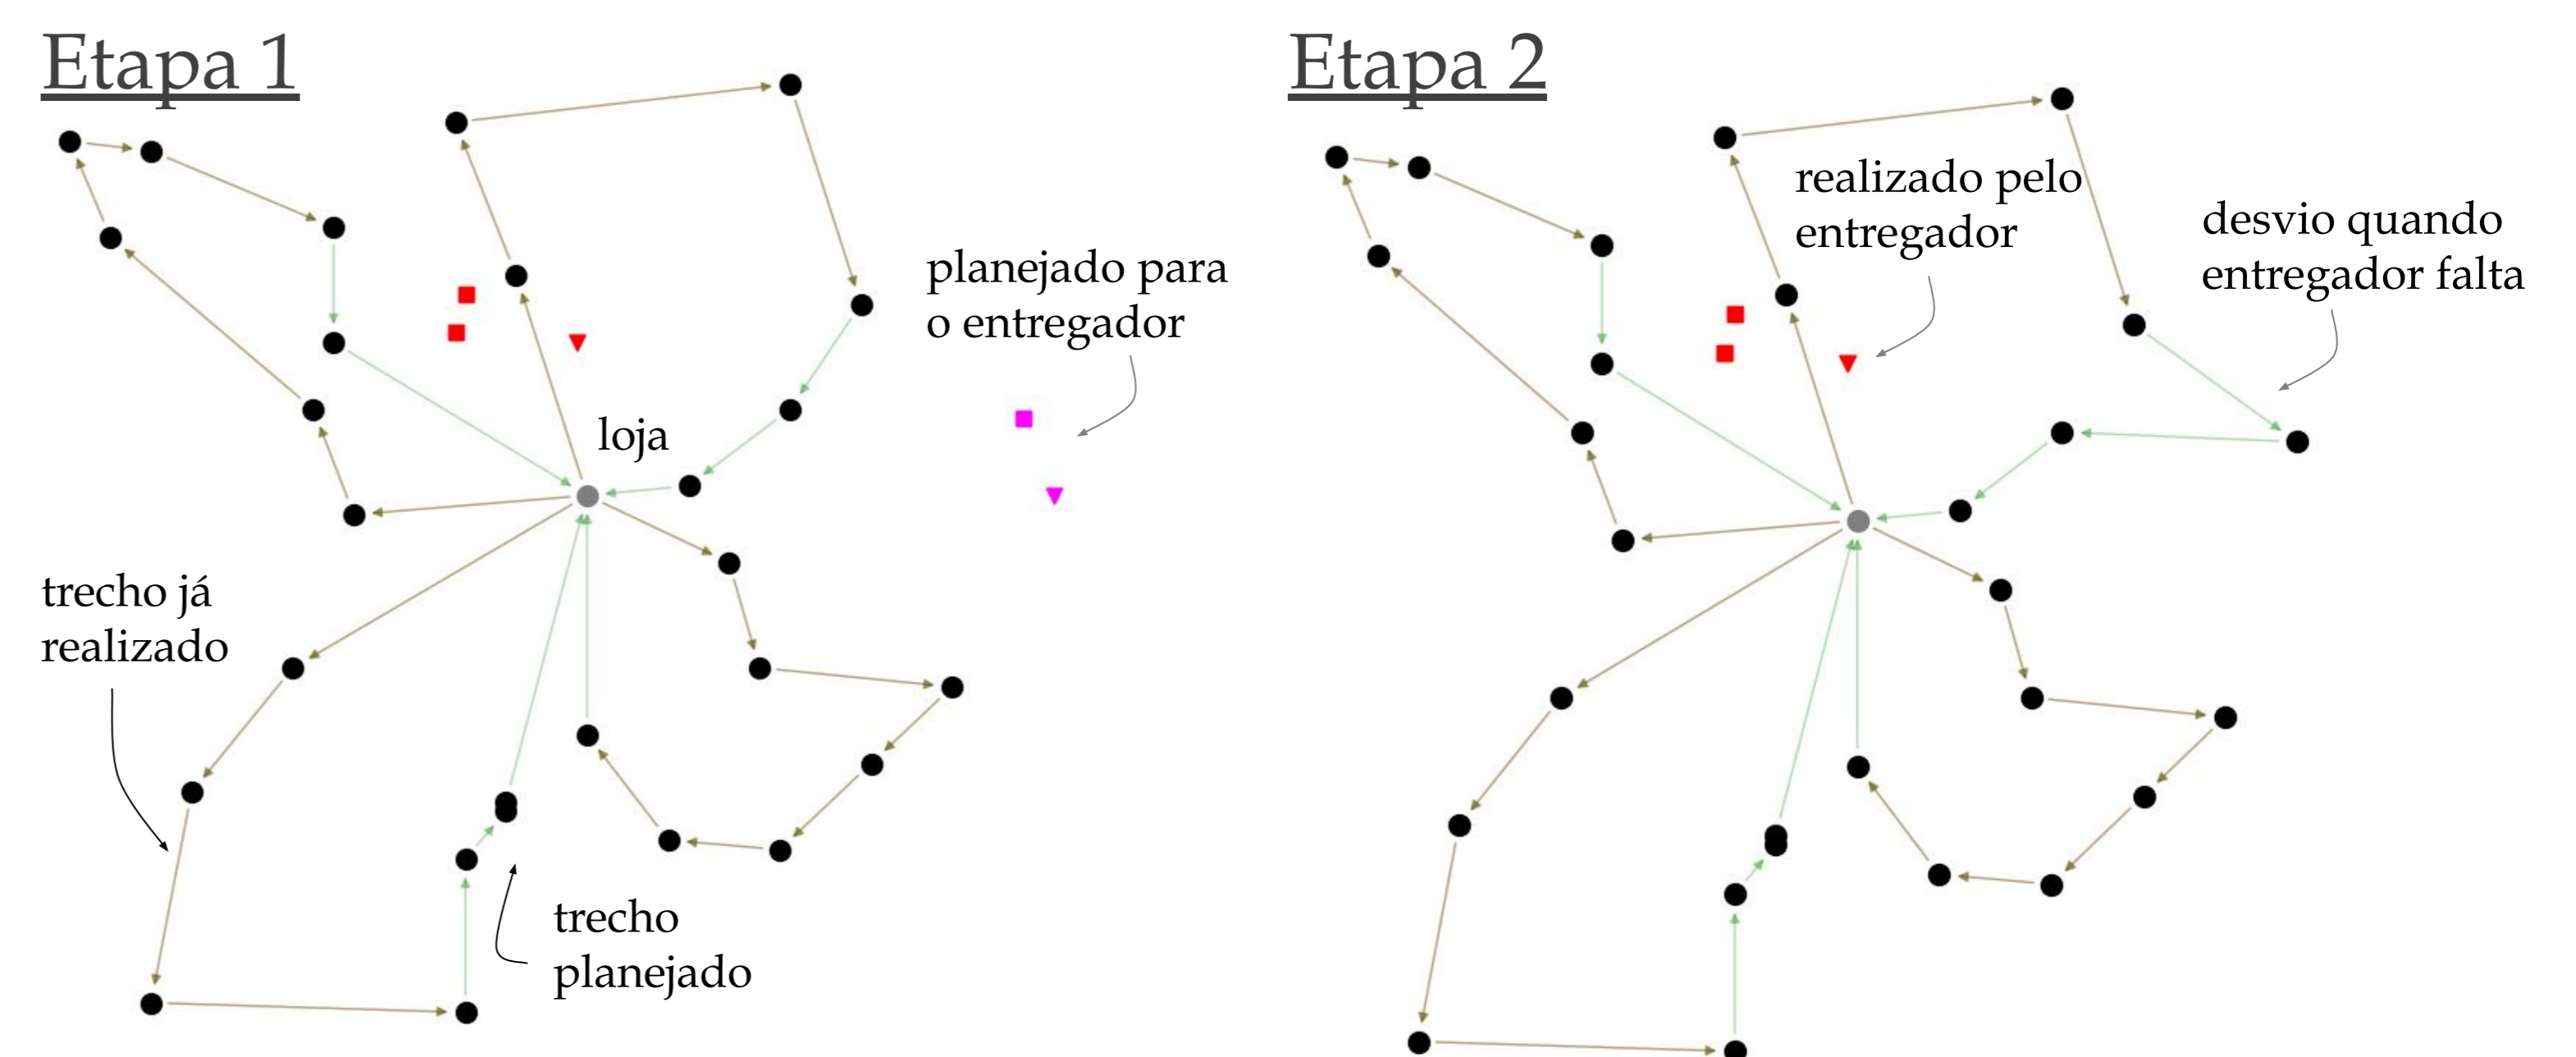 Etapa 1
planejado para
o entregador
loja
trecho já
realizado
trecho
planejado
Etapa 2
realizado pelo
entregador
desvio quando
entregador falta